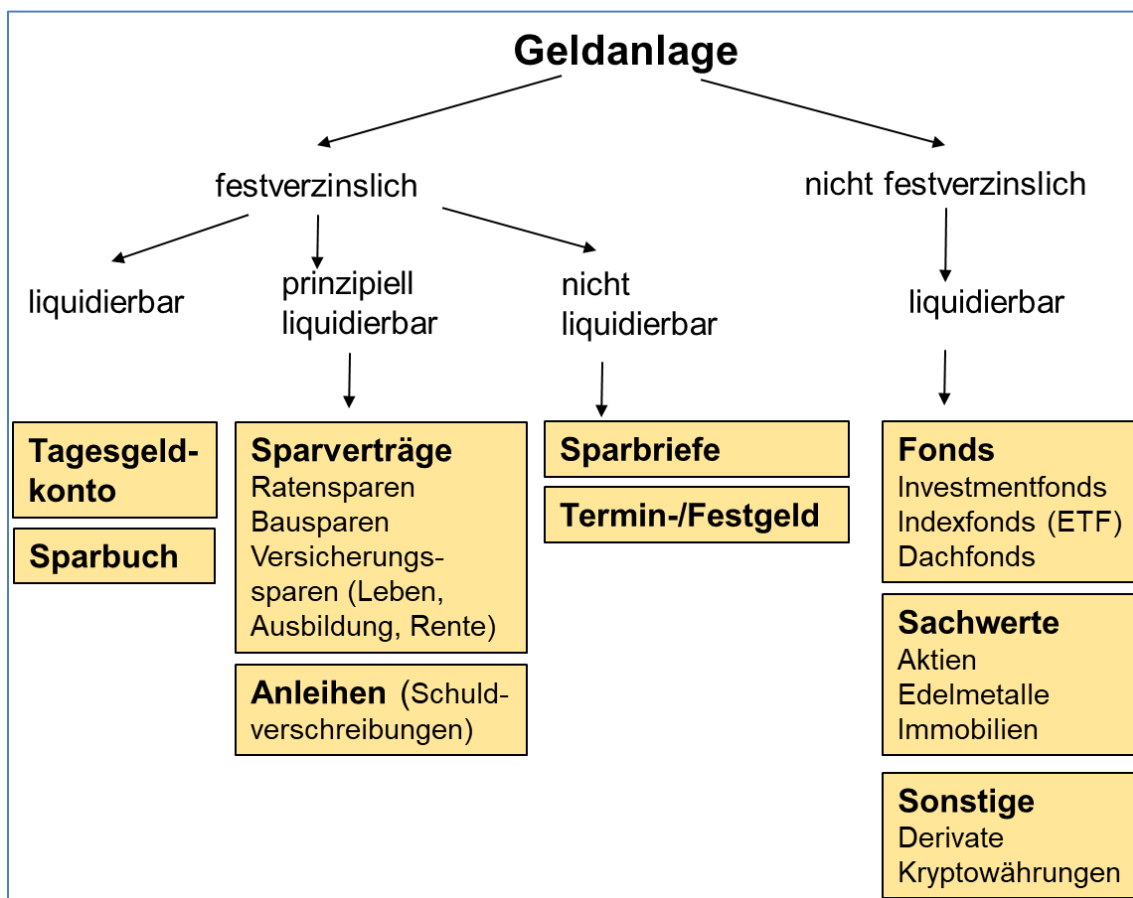 Geldanlage
festverzinslich
nicht festverzinslich
liquidierbar
prinzipiell
liquidierbar
nicht
liquidierbar
liquidierbar
Tagesgeld-
konto
Sparbuch
Sparverträge
Ratensparen
Bausparen
Versicherungs-
sparen (Leben,
Ausbildung, Rente)
Anleihen (Schuld-
verschreibungen)
Sparbriefe
Termin-/Festgeld
Fonds
Investmentfonds
Indexfonds (ETF)
Dachfonds
Sachwerte
Aktien
Edelmetalle
Immobilien
Sonstige
Derivate
Kryptowährungen